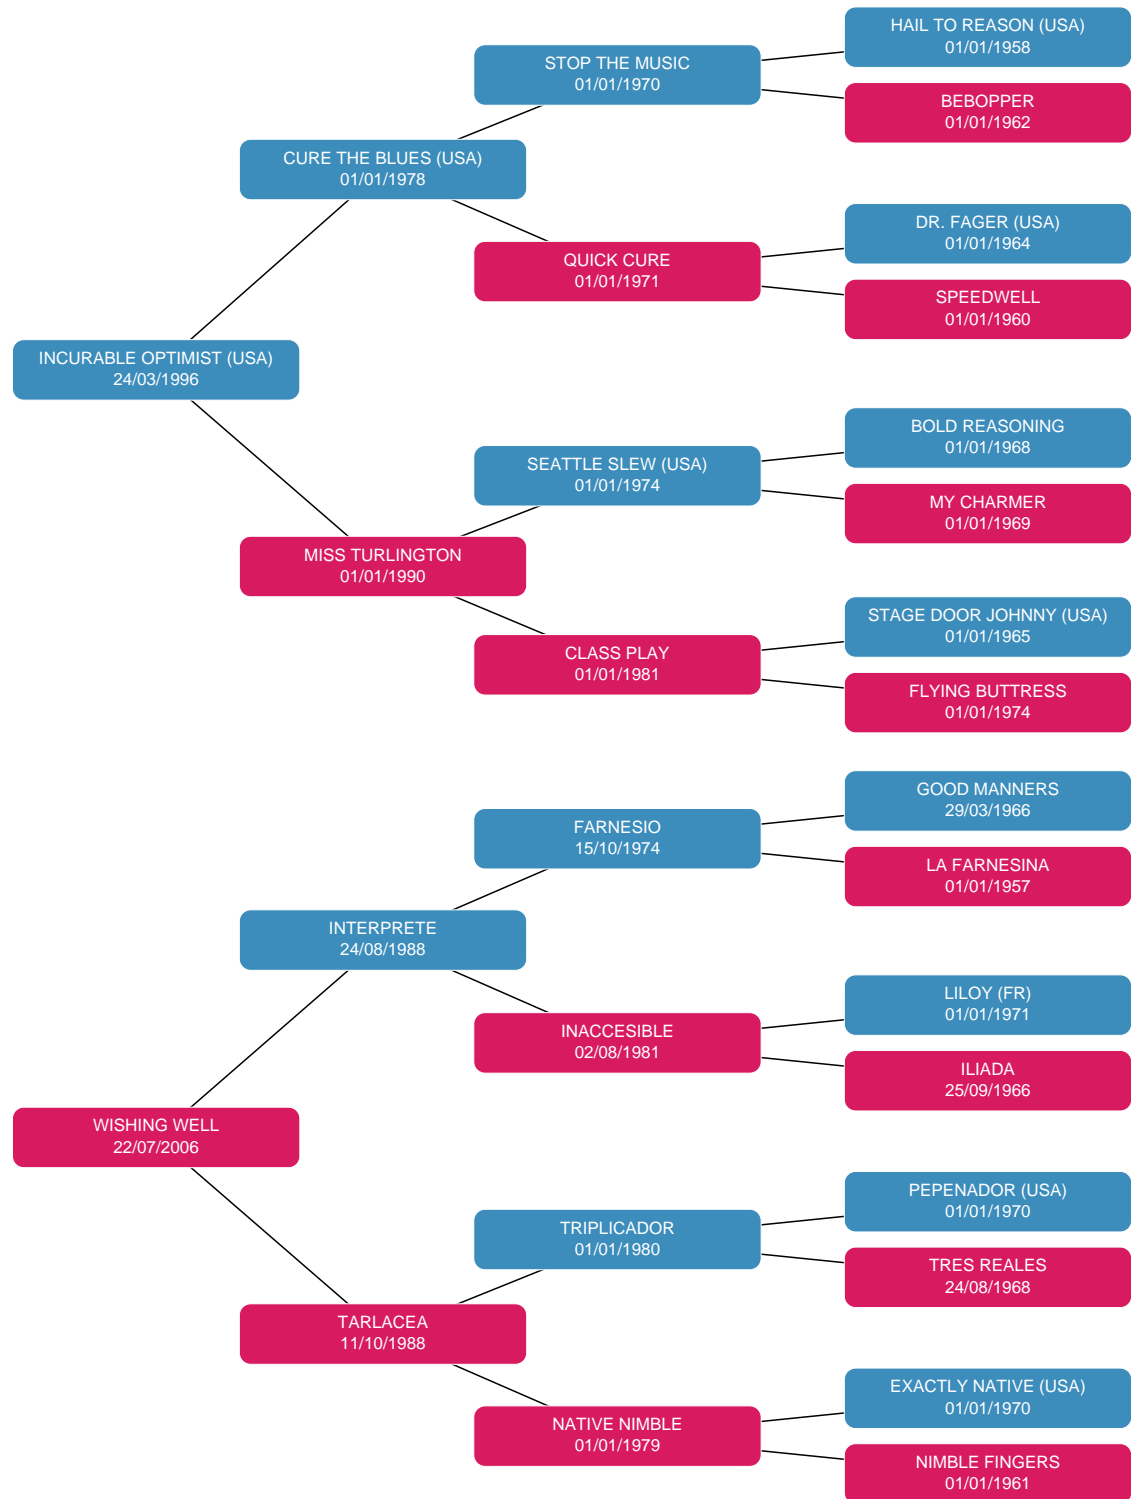 HAIL TO REASON (USA)
01/01/1958
STOP THE MUSIC
01/01/1970
BEBOPPER
01/01/1962
CURE THE BLUES (USA)
01/01/1978
DR. FAGER (USA)
01/01/1964
QUICK CURE
01/01/1971
SPEEDWELL
01/01/1960
INCURABLE OPTIMIST (USA)
24/03/1996
BOLD REASONING
01/01/1968
SEATTLE SLEW (USA)
01/01/1974
MY CHARMER
01/01/1969
MISS TURLINGTON
01/01/1990
STAGE DOOR JOHNNY (USA)
01/01/1965
CLASS PLAY
01/01/1981
FLYING BUTTRESS
01/01/1974
GOOD MANNERS
29/03/1966
FARNESIO
15/10/1974
LA FARNESINA
01/01/1957
INTERPRETE
24/08/1988
LILOY (FR)
01/01/1971
INACCESIBLE
02/08/1981
ILIADA
25/09/1966
WISHING WELL
22/07/2006
PEPENADOR (USA)
01/01/1970
TRIPLICADOR
01/01/1980
TRES REALES
24/08/1968
TARLACEA
11/10/1988
EXACTLY NATIVE (USA)
01/01/1970
NATIVE NIMBLE
01/01/1979
NIMBLE FINGERS
01/01/1961